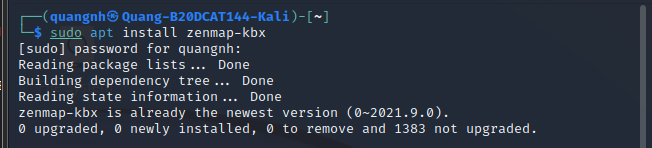 ┌──(quangnh㉿Quang-B20DCAT144-Kali)-[~]
└─$ sudo apt install zenmap-kbx
[sudo] password for quangnh:
Reading package lists... Done
Building dependency tree... Done
Reading state information... Done
zenmap-kbx is already the newest version (0~2021.9.0).
0 upgraded, 0 newly installed, 0 to remove and 1383 not upgraded.